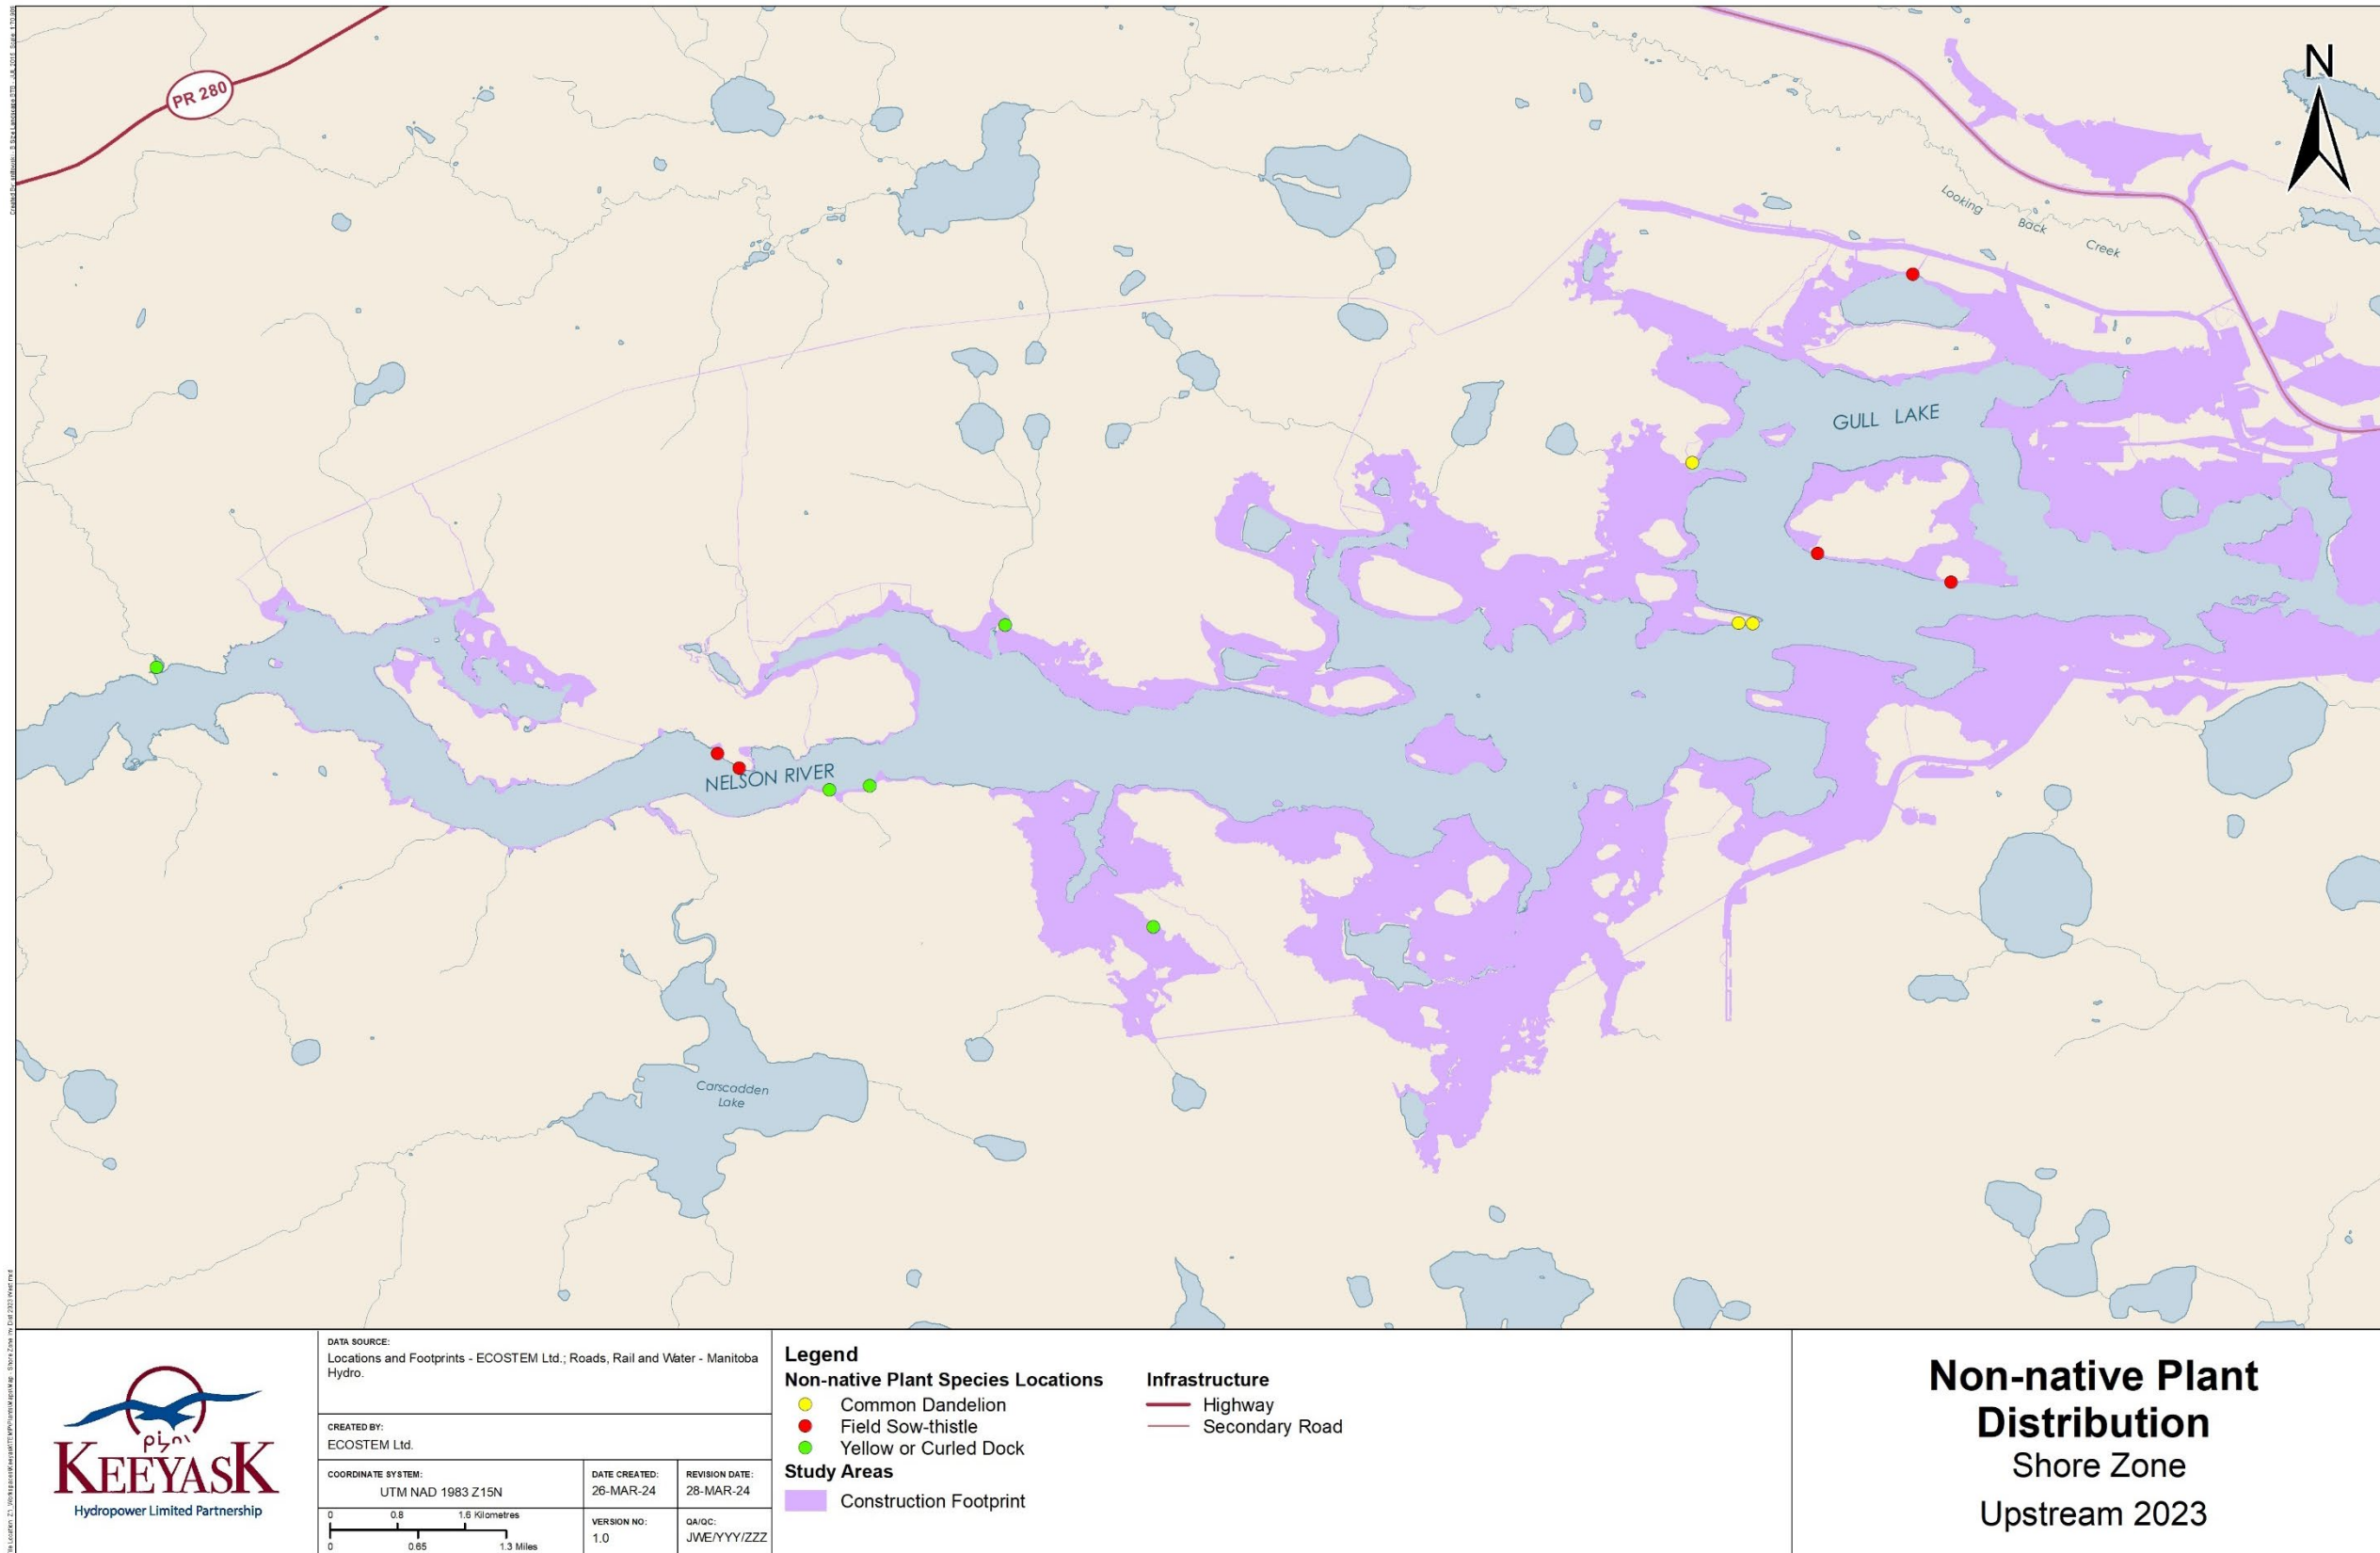 PR 280
N
Looking
Back
Creek
GULL LAKE
NELSON RIVER
Carscadden
Lake
KEEYASK
Hydropower Limited Partnership
DATA SOURCE:
Locations and Footprints - ECOSTEM Ltd.; Roads, Rail and Water - Manitoba
Hydro.
CREATED BY:
ECOSTEM Ltd.
COORDINATE SYSTEM:
UTM NAD 1983 Z15N
DATE CREATED:
26-MAR-24
REVISION DATE:
28-MAR-24
0 0.8 1.6 Kilometres
0 0.65 1.3 Miles
VERSION NO:
1.0
QA/QC:
JWE/YYY/ZZZ
Legend
Non-native Plant Species Locations
Common Dandelion
Field Sow-thistle
Yellow or Curled Dock
Study Areas
Construction Footprint
Infrastructure
Highway
Secondary Road
Non-native Plant
Distribution
Shore Zone
Upstream 2023